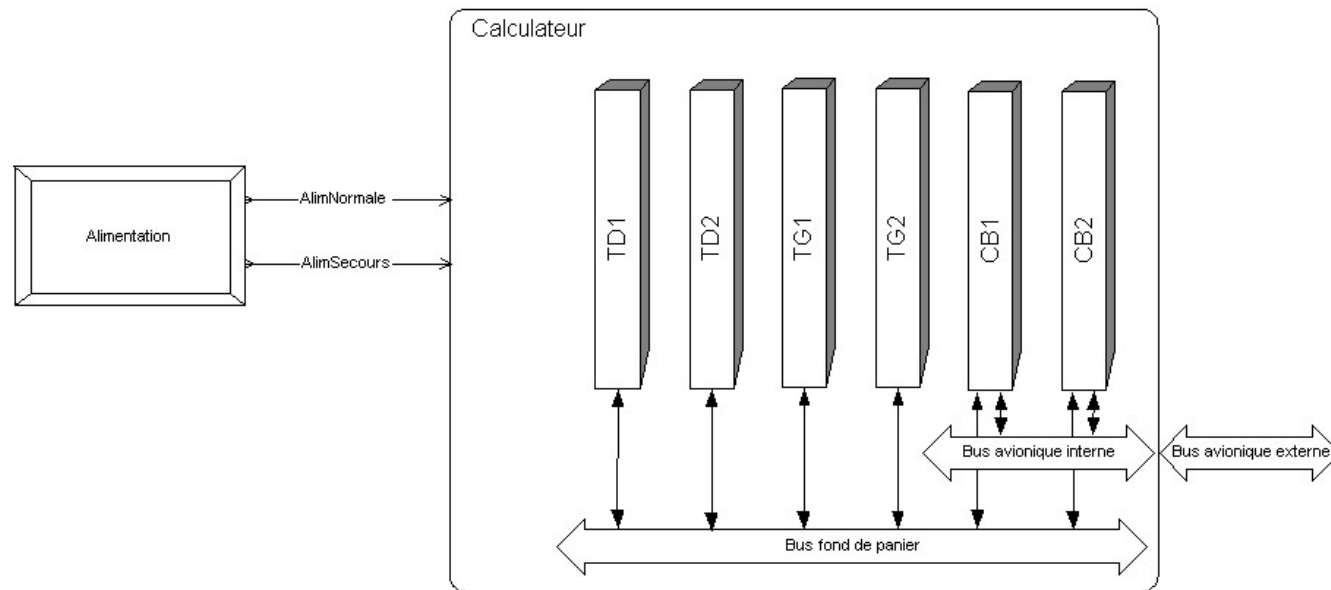 Calculateur
AlimNormale
Alimentation
AlimSecours
TD1
TD2
TG1
TG2
CB1
CB2
Bus avionique interne
Bus avionique externe
Bus fond de panier